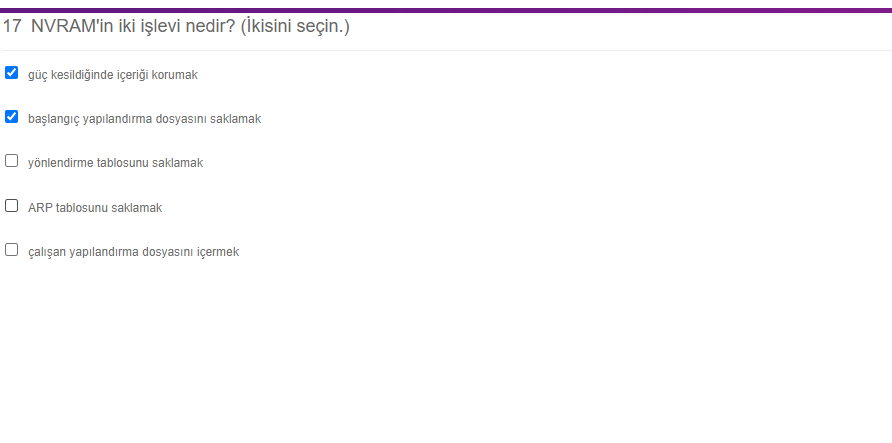 17 NVRAM'in iki işlevi nedir? (İkisini seçin.)
güç kesildiğinde içeriği korumak
başlangıç yapılandırma dosyasını saklamak
yönlendirme tablosunu saklamak
ARP tablosunu saklamak
çalışan yapılandırma dosyasını içermek